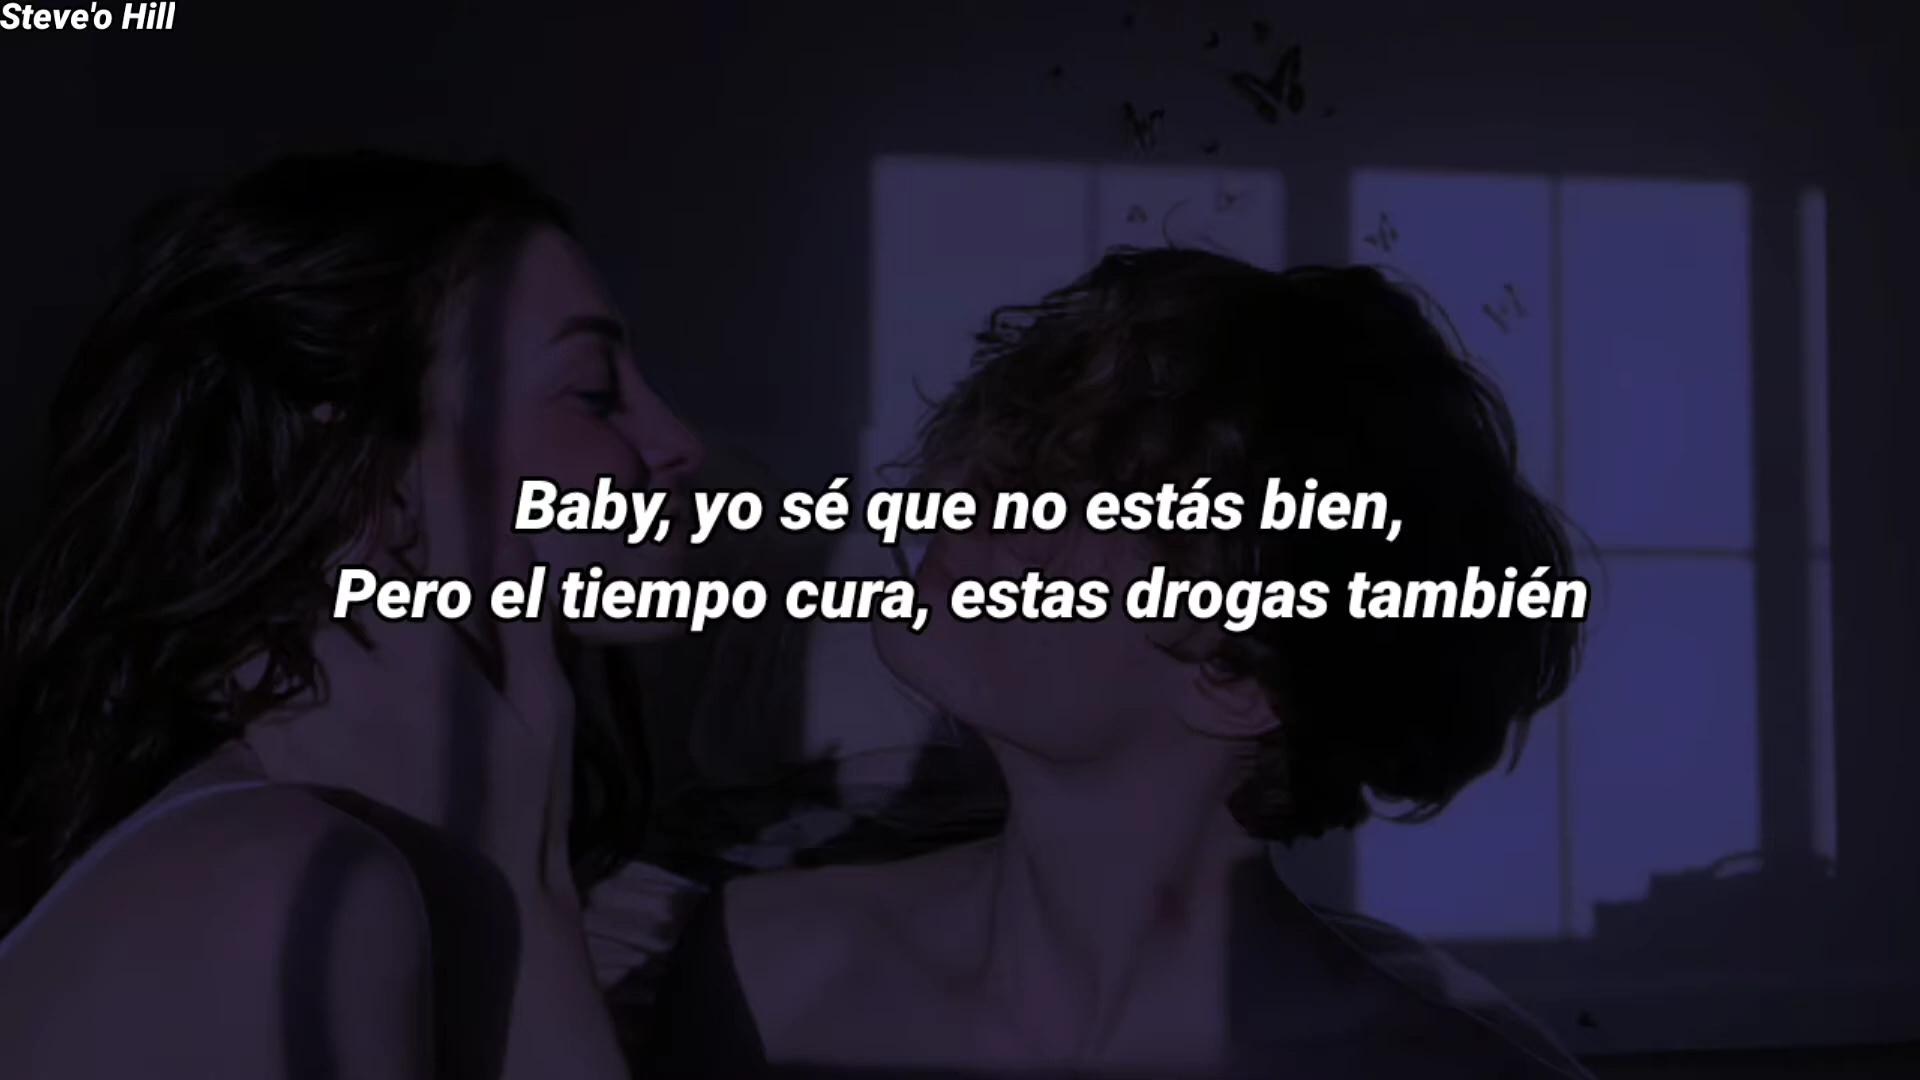 Steve'o Hill
Baby, yo sé que no estás bien,
Pero el tiempo cura, estas drogas también